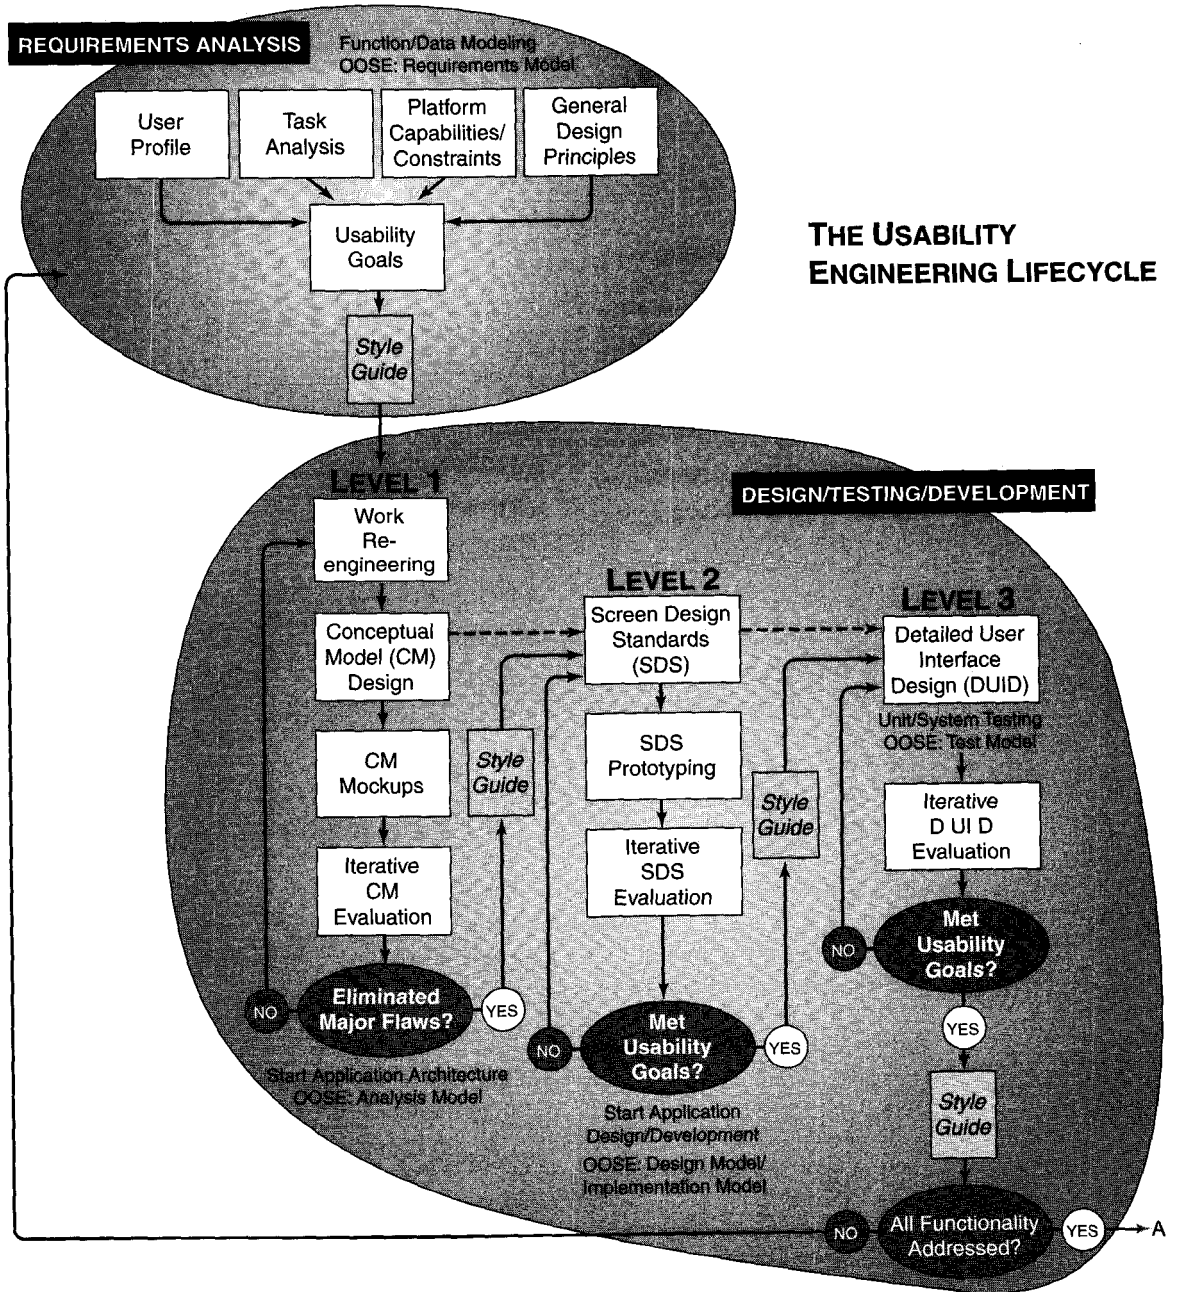 REQUIREMENTS ANALYSIS
Function/Data Modeling
OOSE: Requirements Model
User
Profile
Task
Analysis
Platform
Capabilities/
Constraints
General
Design
Principles
Usability
Goals
Style
Guide
THE USABILITY
ENGINEERING LIFECYCLE
DESIGN/TESTING/DEVELOPMENT
LEVEL 1
Work
Re-
engineering
Conceptual
Model (CM)
Design
CM
Mockups
Iterative
CM
Evaluation
Eliminated
Major Flaws?
NO
YES
Start Application Architecture
OOSE: Analysis Model
Style
Guide
LEVEL 2
Screen Design
Standards
(SDS)
SDS
Prototyping
Iterative
SDS
Evaluation
Met
Usability
Goals?
NO
YES
Start Application
Design/Development
OOSE: Design Model/
Implementation Model
Style
Guide
LEVEL 3
Detailed User
Interface
Design (DUID)
Unit/System Testing
OOSE: Test Model
Iterative
D UI D
Evaluation
Met
Usability
Goals?
NO
YES
Style
Guide
All Functionality
Addressed?
NO
YES
A